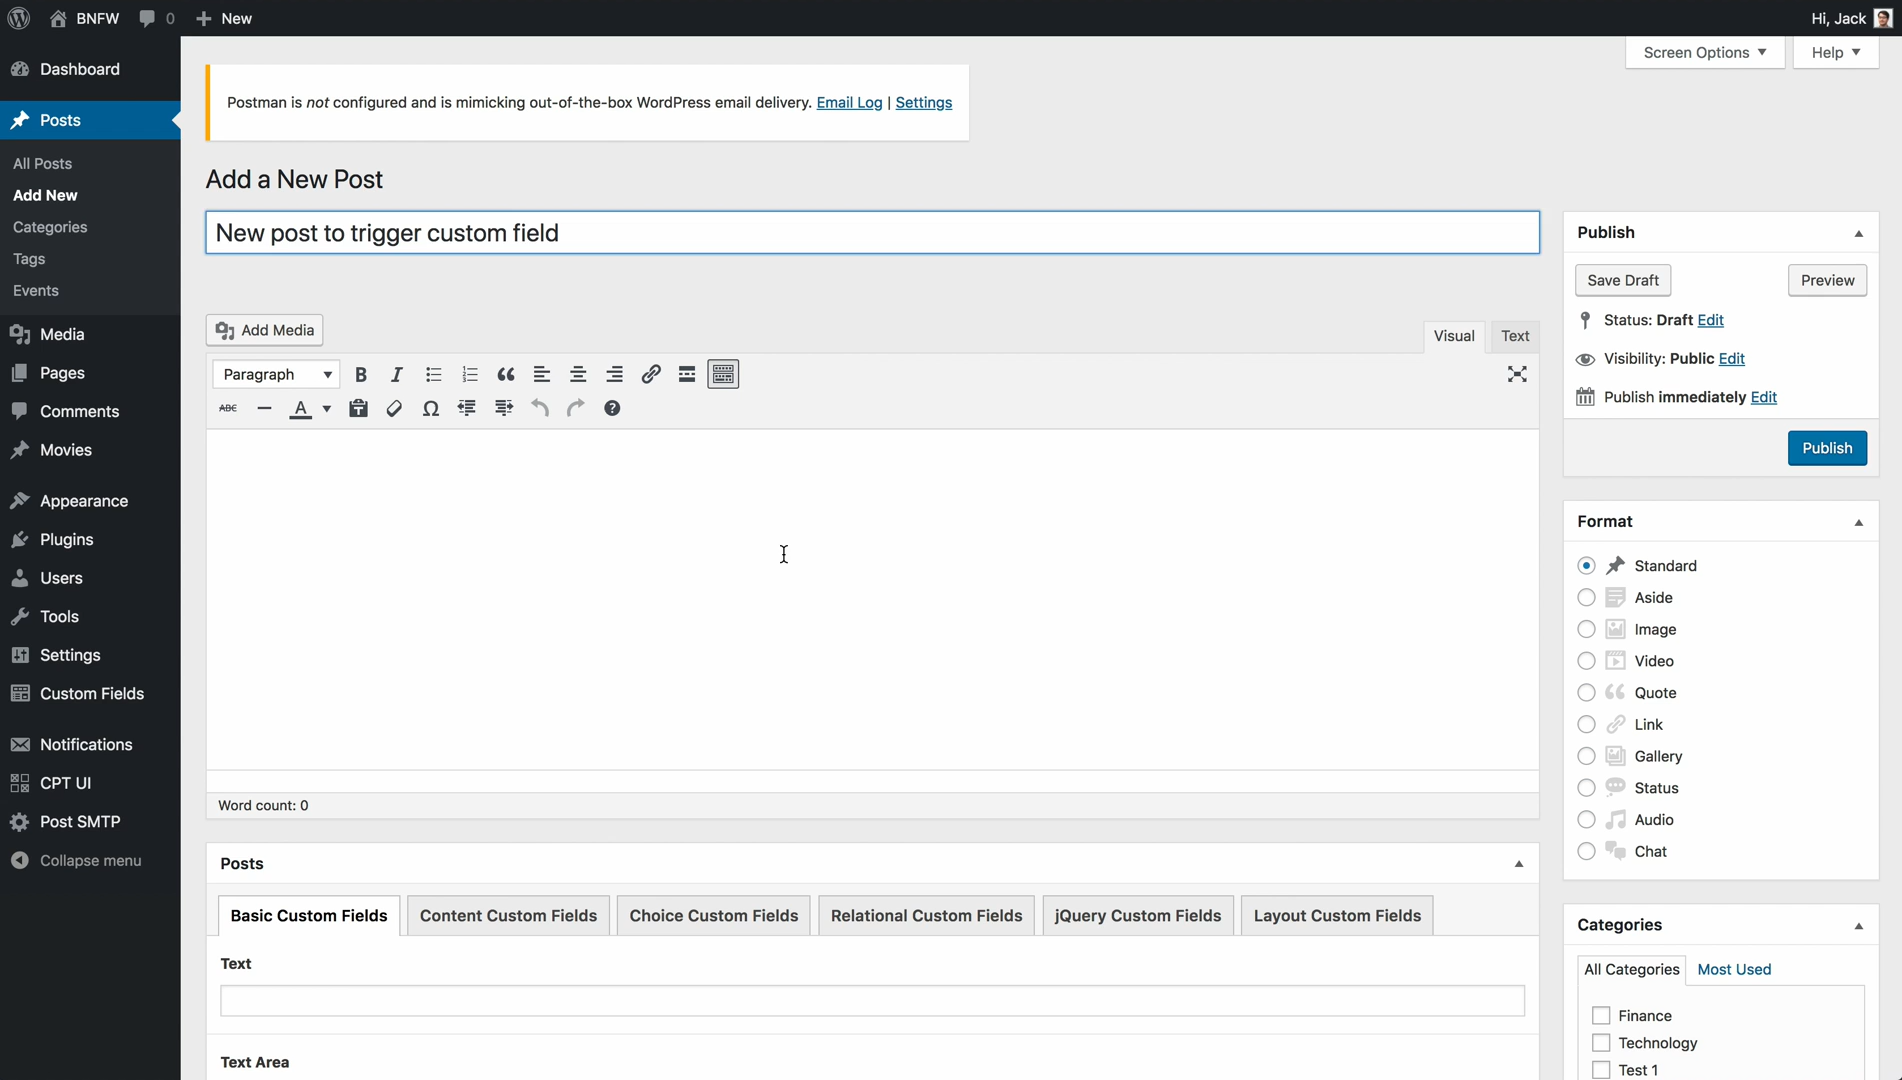 BNFW 0 New Hi, Jack
Screen Options Help
Dashboard
Posts
All Posts
Add New
Categories
Tags
Events
Media
Pages
Comments
Movies
Appearance
Plugins
Users
Tools
Settings
Custom Fields
Notifications
CPT UI
Post SMTP
Collapse menu
Postman is not configured and is mimicking out-of-the-box WordPress email delivery. Email Log | Settings
Add a New Post
New post to trigger custom field
Add Media
Visual Text
Paragraph
ABC
Word count: 0
Posts
Basic Custom Fields Content Custom Fields Choice Custom Fields Relational Custom Fields jQuery Custom Fields Layout Custom Fields
Text
Text Area
Publish
Save Draft Preview
Status: Draft Edit
Visibility: Public Edit
Publish immediately Edit
Publish
Format
Standard
Aside
Image
Video
Quote
Link
Gallery
Status
Audio
Chat
Categories
All Categories Most Used
Finance
Technology
Test 1